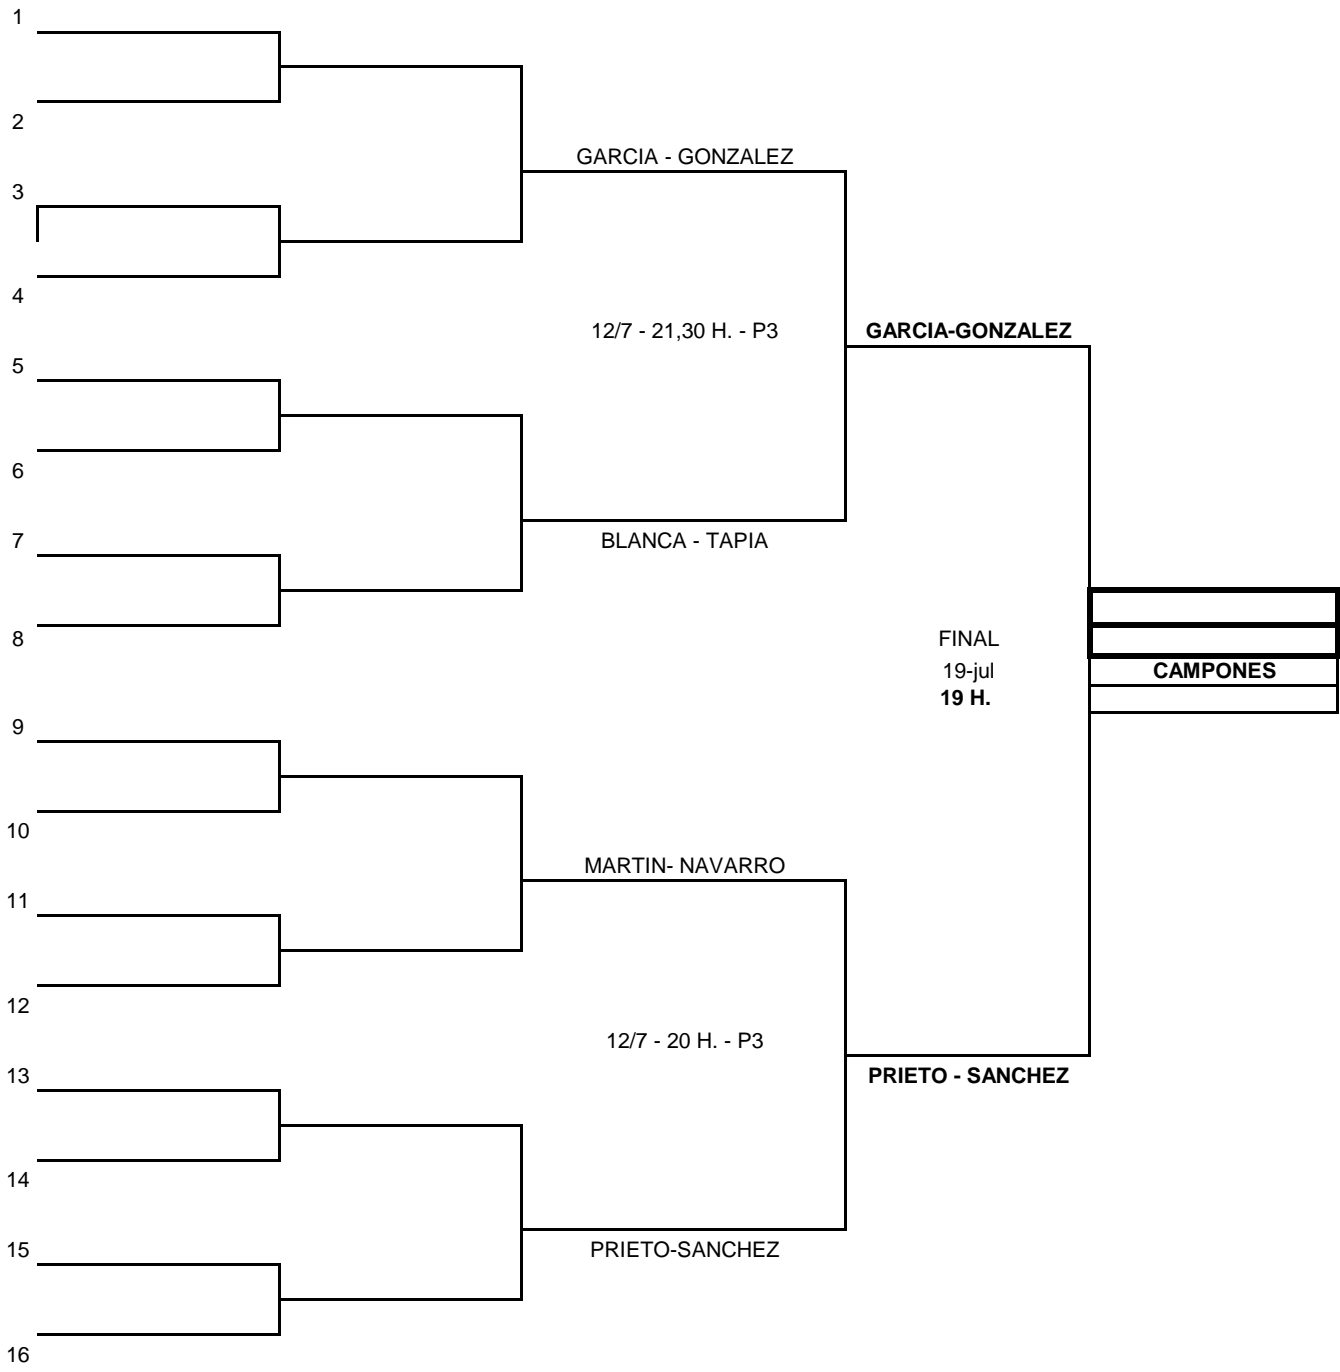 1
2
GARCIA - GONZALEZ
3
4
12/7 - 21,30 H. - P3
GARCIA-GONZALEZ
5
6
7
BLANCA - TAPIA
8
FINAL
19-jul
CAMPONES
19 H.
9
10
MARTIN- NAVARRO
11
12
12/7 - 20 H. - P3
13
PRIETO - SANCHEZ
14
15
PRIETO-SANCHEZ
16